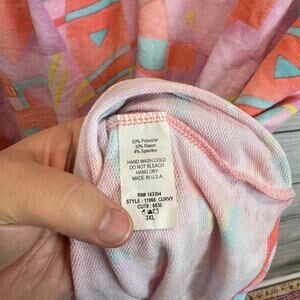 63% Polyester
33% Rayon
4% Spandex
HAND WASH COLD
DO NOT BLEACH
HANG DRY
MADE IN U.S.A.
RN# 143394
STYLE : 11966_CURVY
CUT# : 6836
3XL